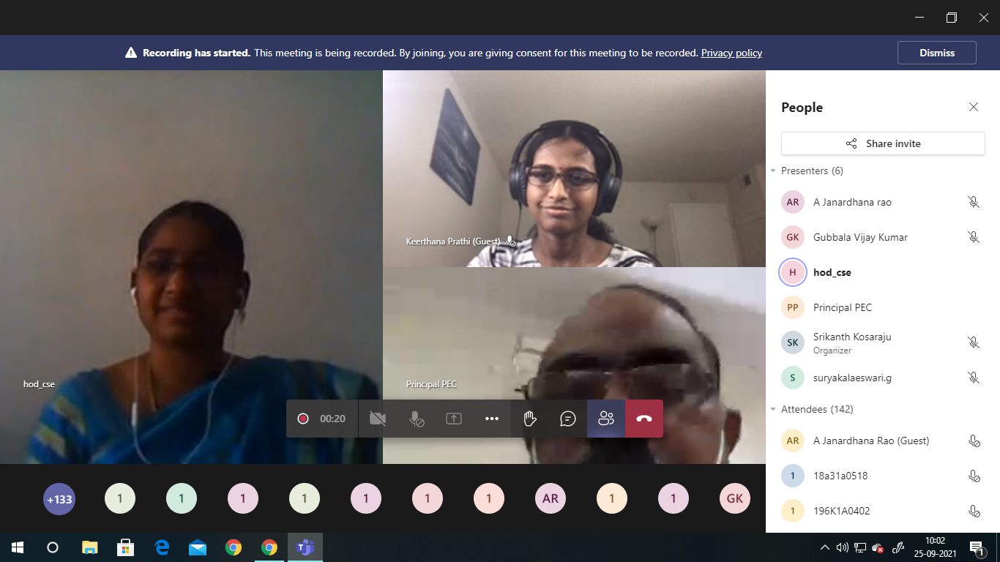 Recording has started. This meeting is being recorded. By joining, you are giving consent for this meeting to be recorded. Privacy policy
Dismiss
hod_cse
Keerthana Prathi (Guest)
Principal PEC
00:20
+133
1
1
1
1
1
1
1
AR
1
1
GK
People
Share invite
Presenters (6)
AR A Janardhana rao
GK Gubbala Vijay Kumar
H hod_cse
PP Principal PEC
SK Srikanth Kosaraju
Organizer
S suryakalaeswari.g
Attendees (142)
AR A Janardhana Rao (Guest)
1 18a31a0518
1 196K1A0402
10:02
25-09-2021
1